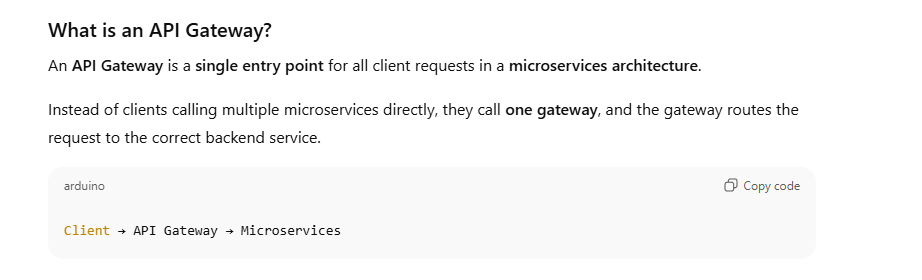 What is an API Gateway?
An API Gateway is a single entry point for all client requests in a microservices architecture.
Instead of clients calling multiple microservices directly, they call one gateway, and the gateway routes the
request to the correct backend service.
arduino
Copy code
Client → API Gateway → Microservices